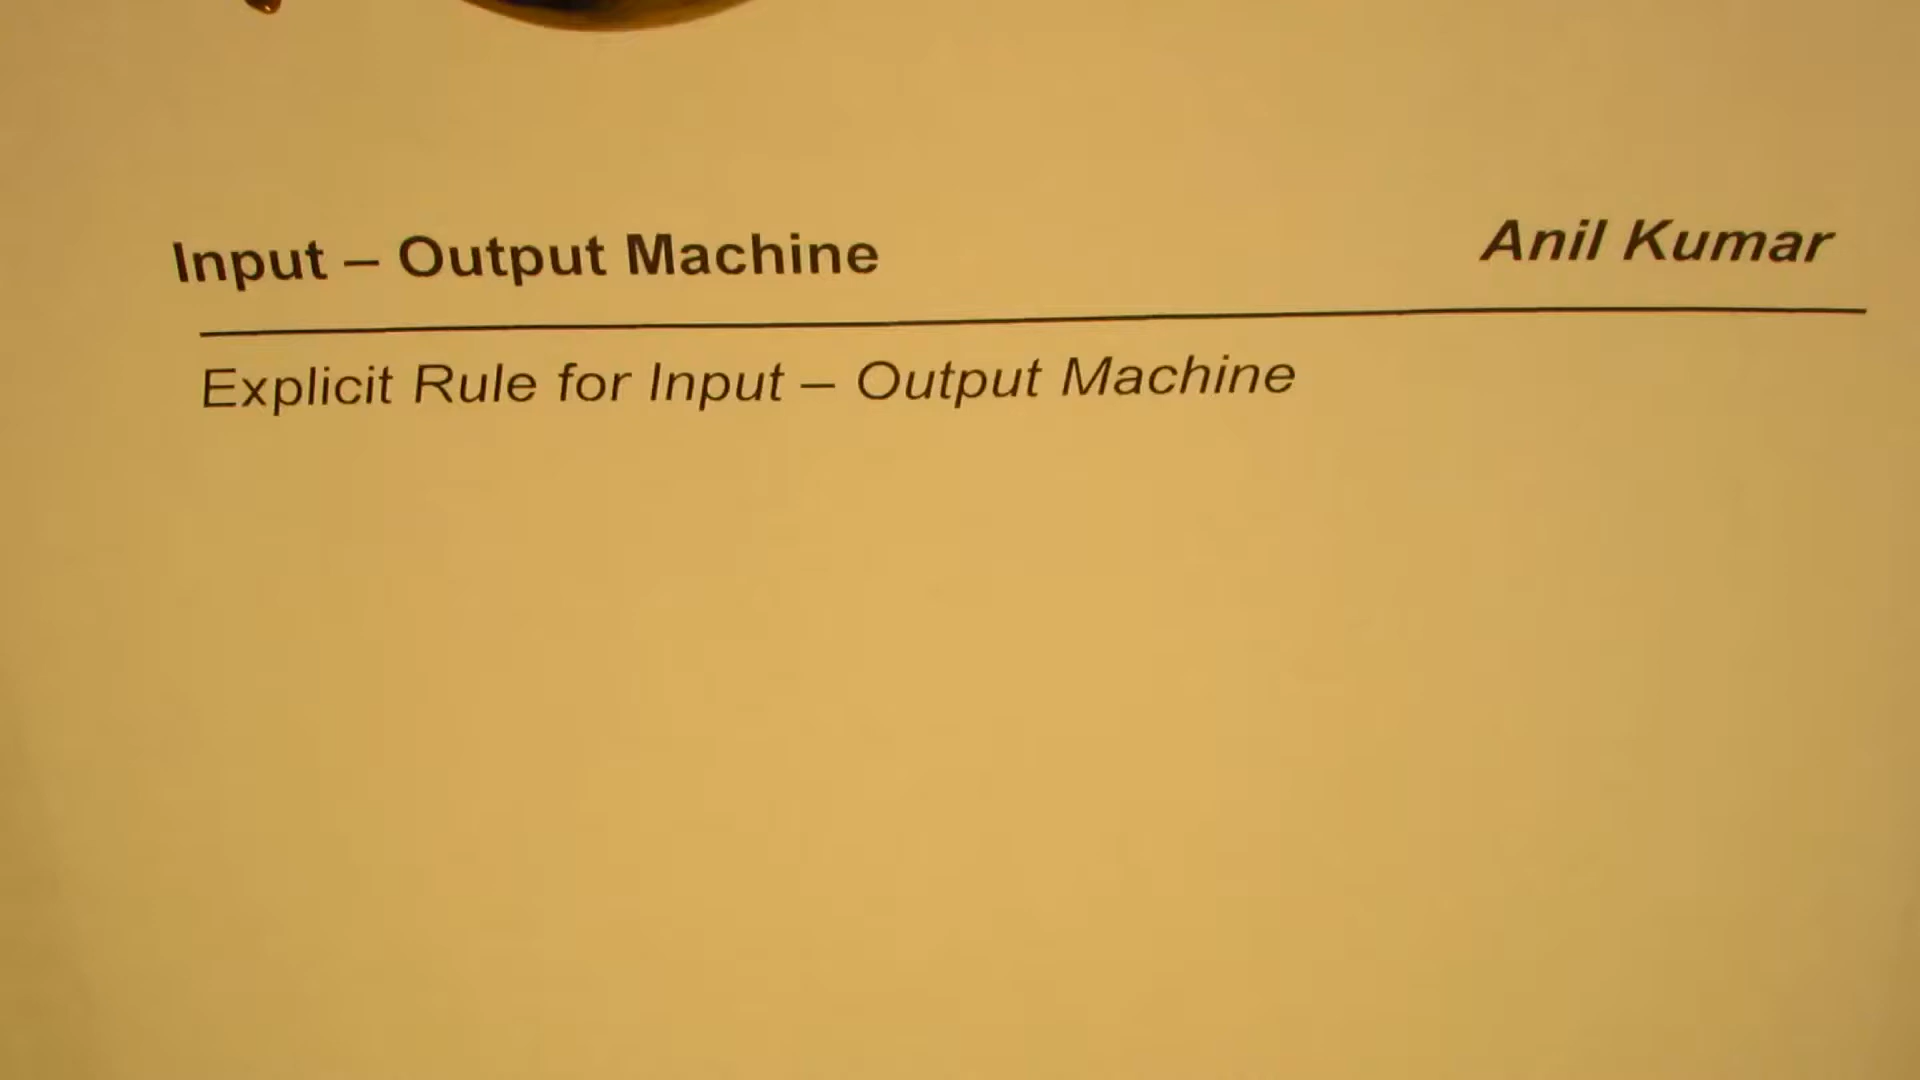 Input – Output Machine
Anil Kumar
Explicit Rule for Input – Output Machine